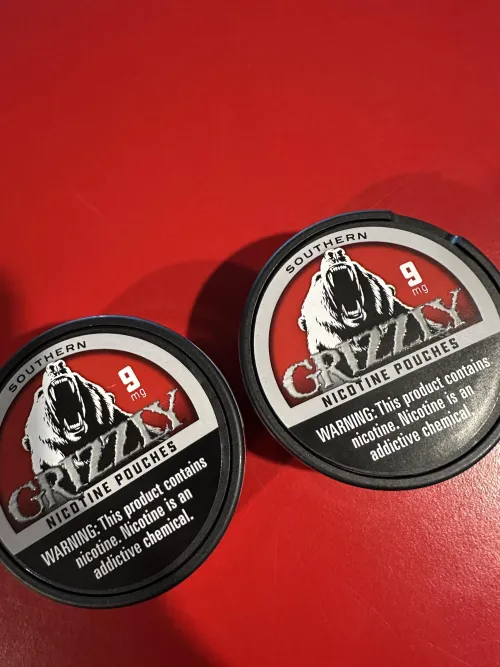 SOUTHERN
9
mg
GRIZZLY
NICOTINE POUCHES
WARNING: This product contains
nicotine. Nicotine is an
addictive chemical.
SOUTHERN
9
mg
GRIZZLY
NICOTINE POUCHES
WARNING: This product contains
nicotine. Nicotine is an
addictive chemical.